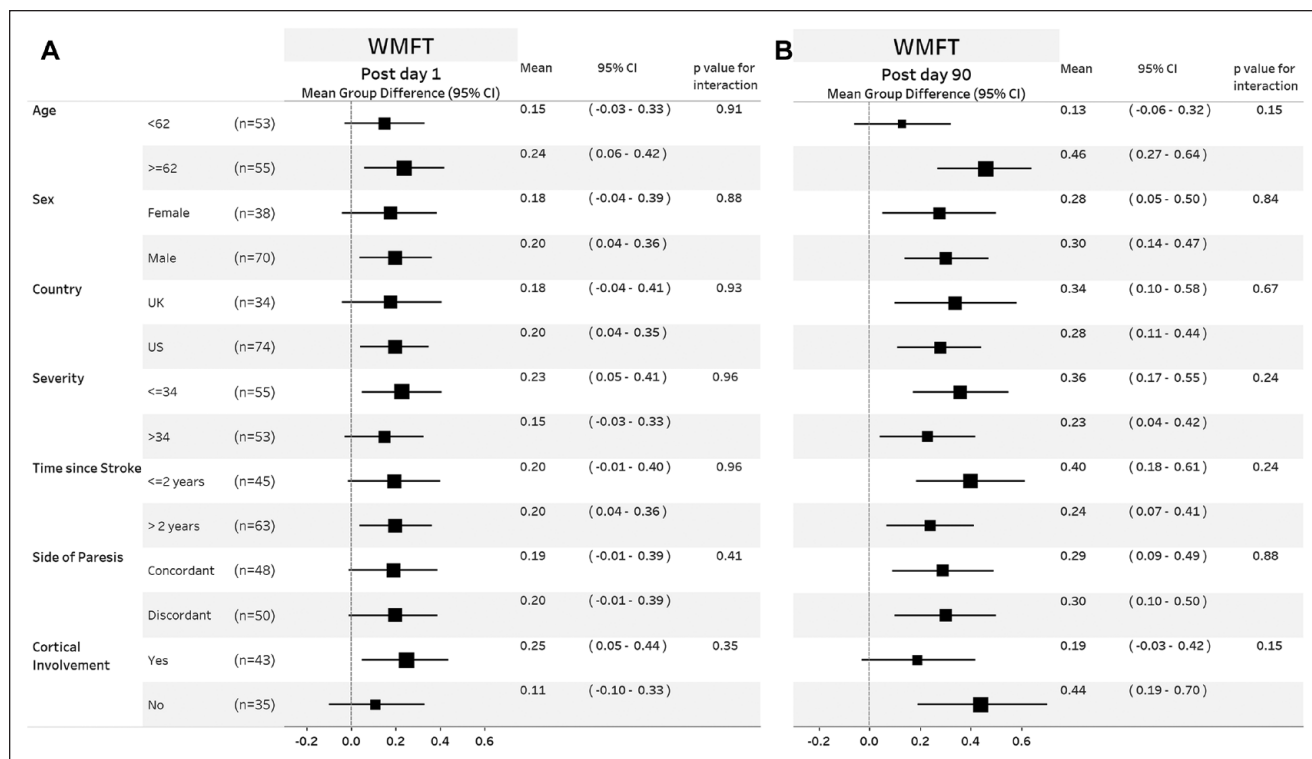 A B
WMFT WMFT
Post day 1 Mean 95% CI p value for interaction Post day 90 Mean 95% CI p value for interaction
Mean Group Difference (95% CI) Mean Group Difference (95% CI)
Age
<62 (n=53) 0.15 (-0.03 - 0.33) 0.91 0.13 (-0.06 - 0.32) 0.15
>=62 (n=55) 0.24 (0.06 - 0.42) 0.46 (0.27 - 0.64)
Sex
Female (n=38) 0.18 (-0.04 - 0.39) 0.88 0.28 (0.05 - 0.50) 0.84
Male (n=70) 0.20 (0.04 - 0.36) 0.30 (0.14 - 0.47)
Country
UK (n=34) 0.18 (-0.04 - 0.41) 0.93 0.34 (0.10 - 0.58) 0.67
US (n=74) 0.20 (0.04 - 0.35) 0.28 (0.11 - 0.44)
Severity
<=34 (n=55) 0.23 (0.05 - 0.41) 0.96 0.36 (0.17 - 0.55) 0.24
>34 (n=53) 0.15 (-0.03 - 0.33) 0.23 (0.04 - 0.42)
Time since Stroke
<=2 years (n=45) 0.20 (-0.01 - 0.40) 0.96 0.40 (0.18 - 0.61) 0.24
> 2 years (n=63) 0.20 (0.04 - 0.36) 0.24 (0.07 - 0.41)
Side of Paresis
Concordant (n=48) 0.19 (-0.01 - 0.39) 0.41 0.29 (0.09 - 0.49) 0.88
Discordant (n=50) 0.20 (-0.01 - 0.39) 0.30 (0.10 - 0.50)
Cortical
Involvement
Yes (n=43) 0.25 (0.05 - 0.44) 0.35 0.19 (-0.03 - 0.42) 0.15
No (n=35) 0.11 (-0.10 - 0.33) 0.44 (0.19 - 0.70)
-0.2 0.0 0.2 0.4 0.6 -0.2 0.0 0.2 0.4 0.6